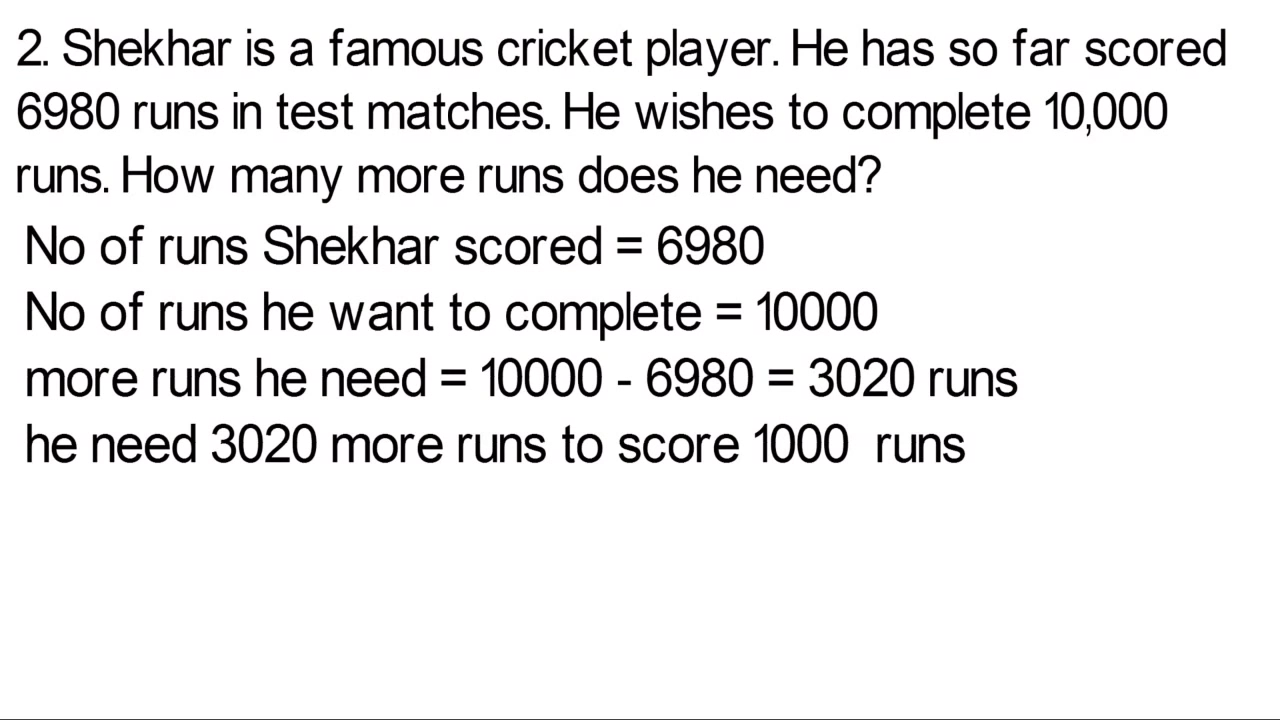 2. Shekhar is a famous cricket player. He has so far scored
6980 runs in test matches. He wishes to complete 10,000
runs. How many more runs does he need?
No of runs Shekhar scored = 6980
No of runs he want to complete = 10000
more runs he need = 10000 - 6980 = 3020 runs
he need 3020 more runs to score 1000  runs